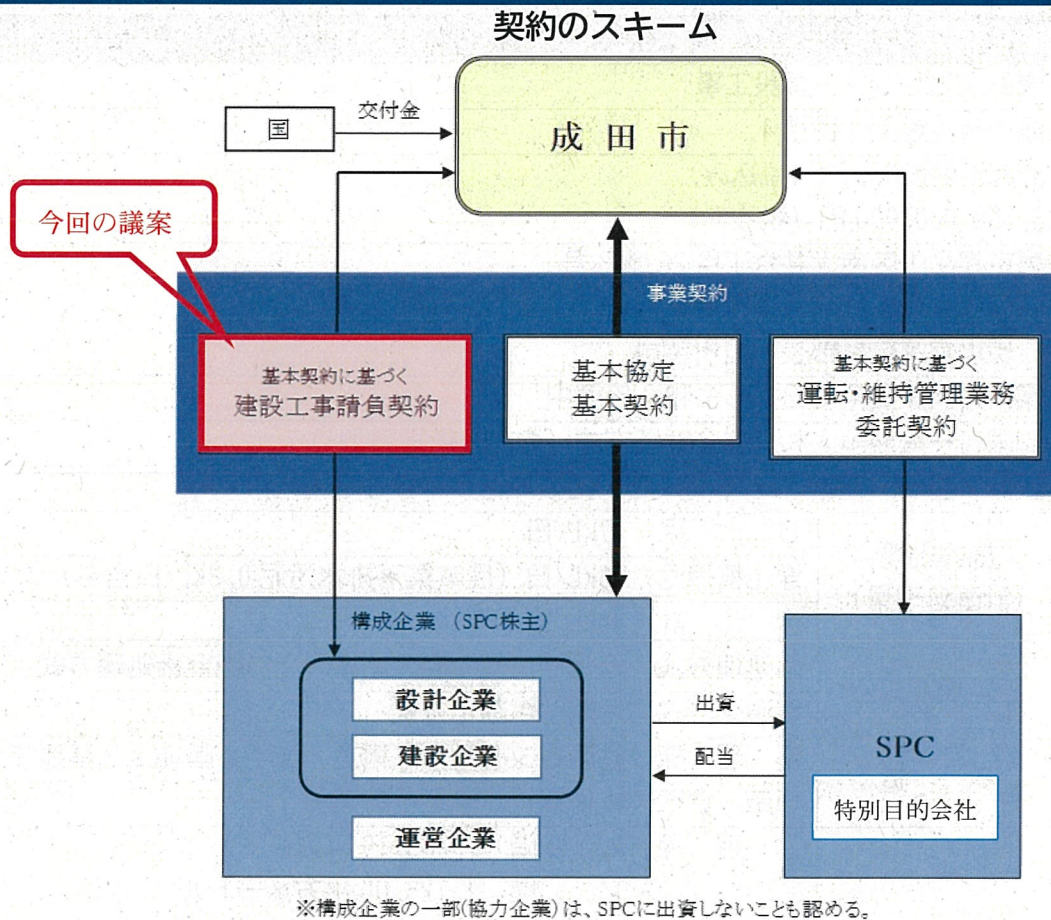 契約のスキーム
国
交付金
成田市
今回の議案
事業契約
基本契約に基づく
建設工事請負契約
基本協定
基本契約
基本契約に基づく
運転・維持管理業務
委託契約
構成企業 (SPC株主)
設計企業
建設企業
運営企業
出資
配当
SPC
特別目的会社
※構成企業の一部(協力企業)は、SPCに出資しないことも認める。